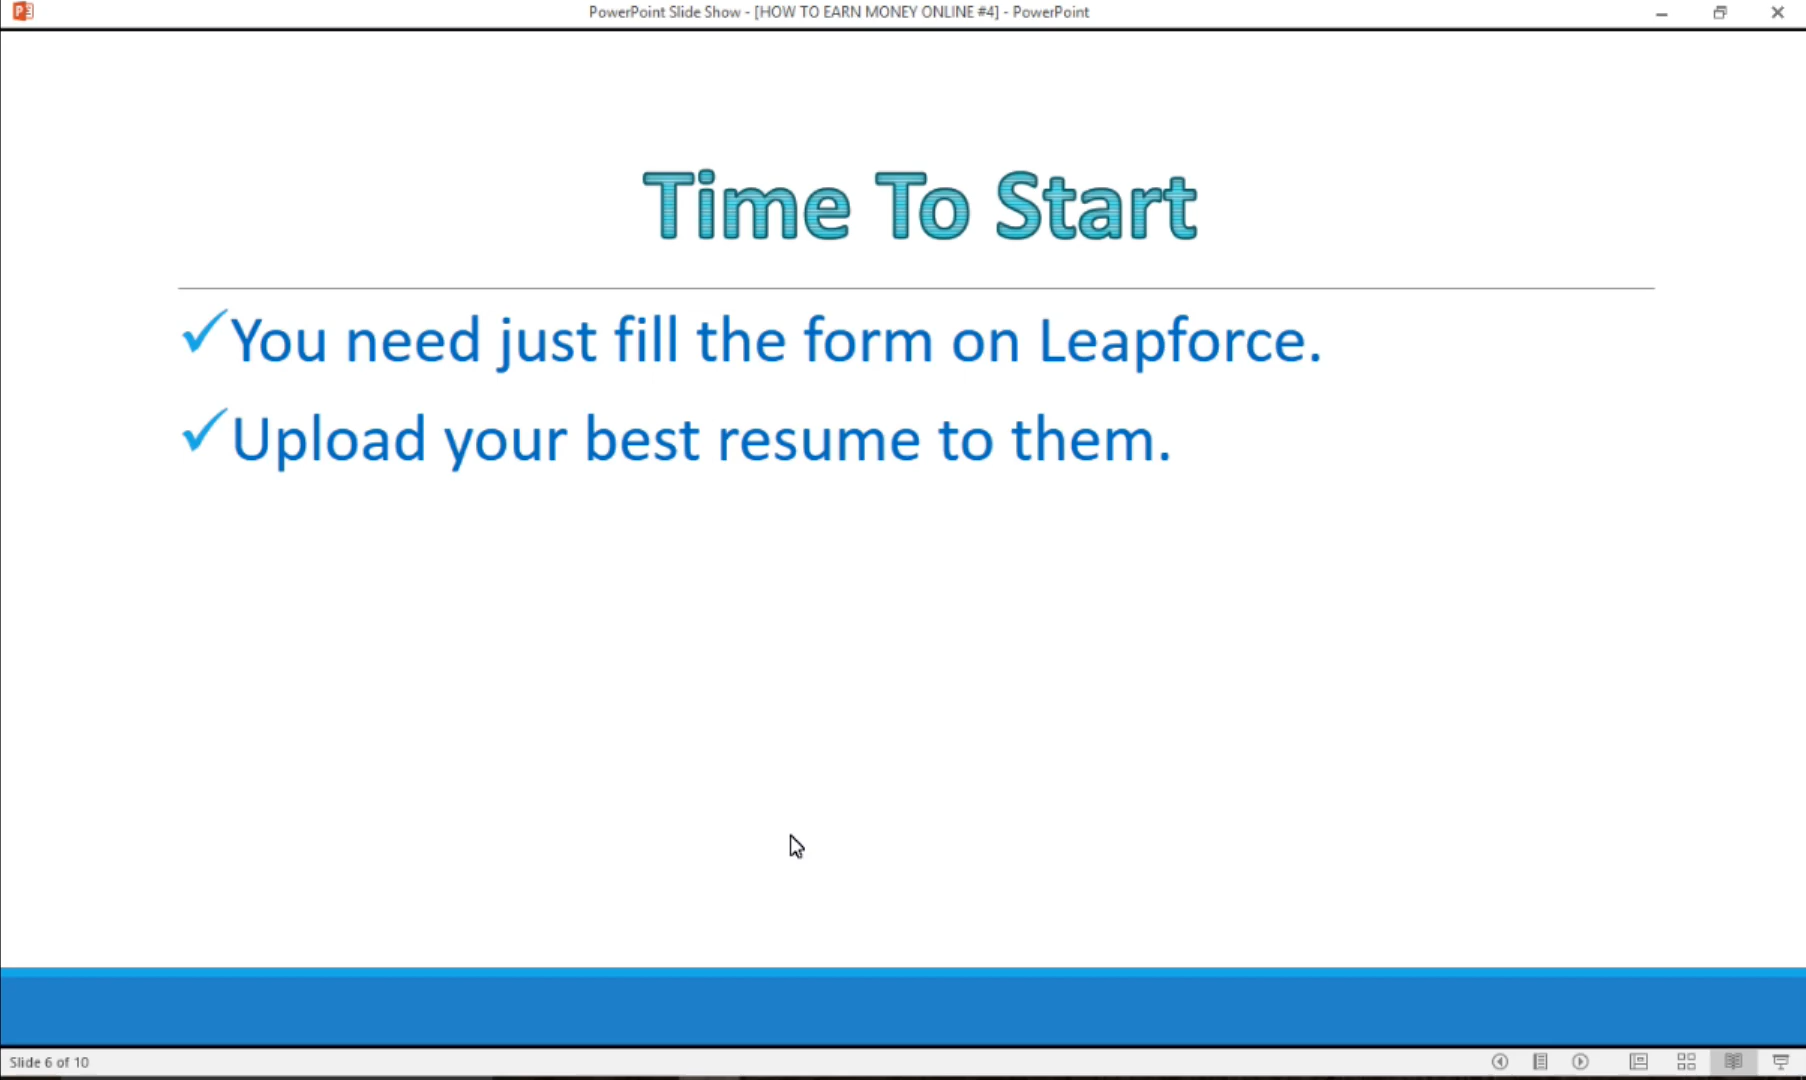 PowerPoint Slide Show - [HOW TO EARN MONEY ONLINE #4] - PowerPoint
Time To Start
You need just fill the form on Leapforce.
Upload your best resume to them.
Slide 6 of 10